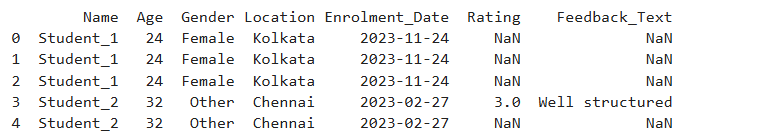 Name Age Gender Location Enrolment_Date Rating Feedback_Text
0 Student_1 24 Female Kolkata 2023-11-24 NaN NaN
1 Student_1 24 Female Kolkata 2023-11-24 NaN NaN
2 Student_1 24 Female Kolkata 2023-11-24 NaN NaN
3 Student_2 32 Other Chennai 2023-02-27 3.0 Well structured
4 Student_2 32 Other Chennai 2023-02-27 NaN NaN